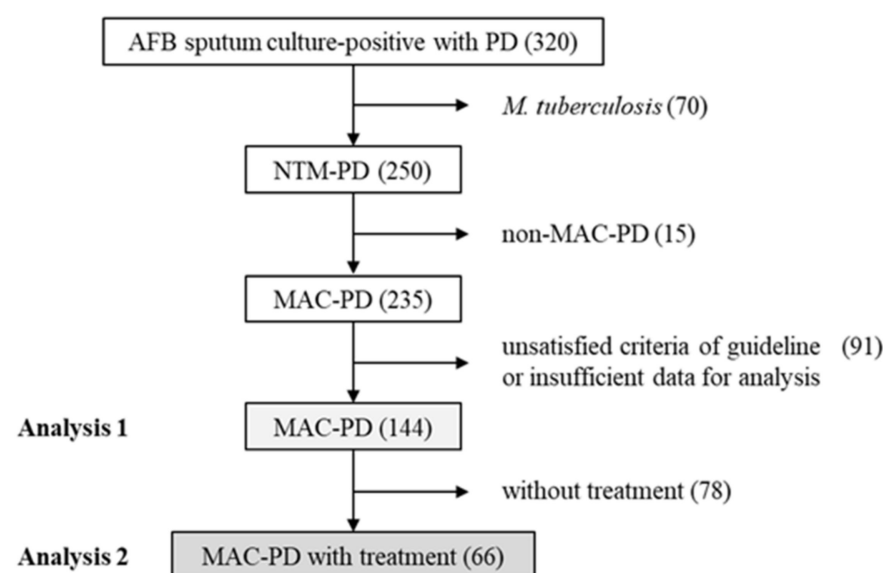 AFB sputum culture-positive with PD (320)
M. tuberculosis (70)
NTM-PD (250)
non-MAC-PD (15)
MAC-PD (235)
unsatisfied criteria of guideline (91)
or insufficient data for analysis
Analysis 1 MAC-PD (144)
without treatment (78)
Analysis 2 MAC-PD with treatment (66)